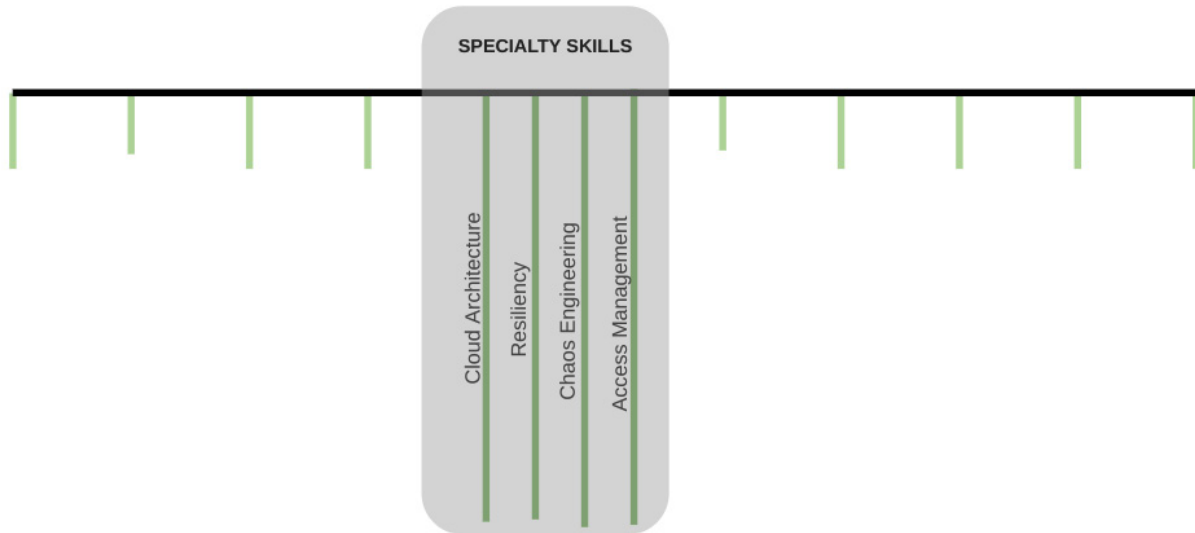 SPECIALTY SKILLS
Cloud Architecture
Resiliency
Chaos Engineering
Access Management